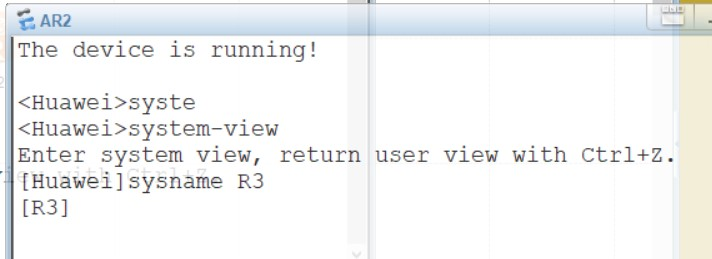 AR2
The device is running!
<Huawei>syste
<Huawei>system-view
Enter system view, return user view with Ctrl+Z.
[Huawei]sysname R3
[R3]